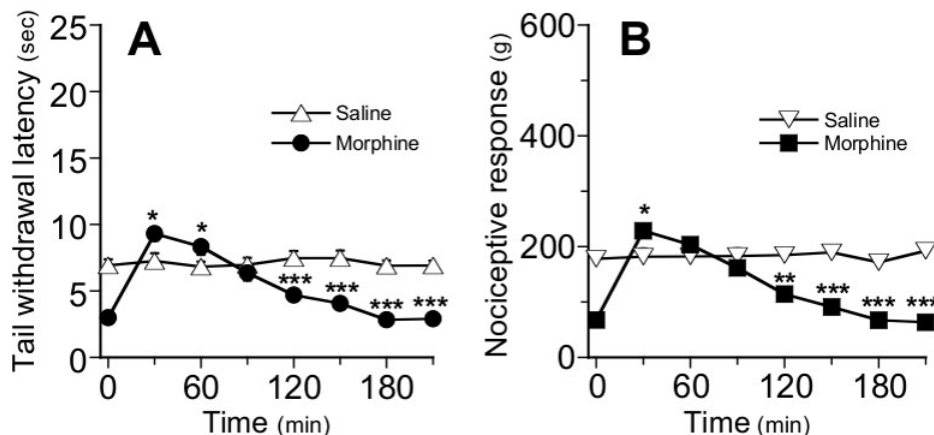 A
Tail withdrawal latency (sec)
25
20
15
10
5
0
Saline
Morphine
*
*
***
***
***
***
0
60
120
180
Time (min)
B
Nociceptive response (g)
600
400
200
0
Saline
Morphine
*
**
***
***
***
0
60
120
180
Time (min)